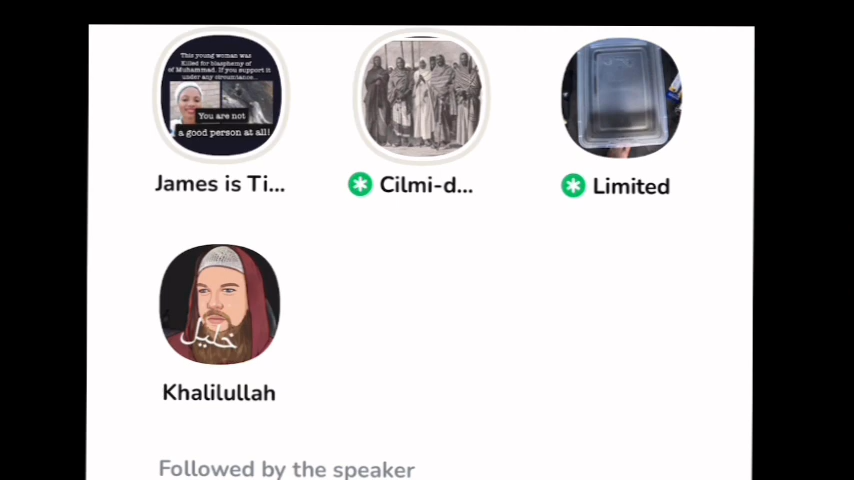 This young woman was
Killed for blasphemy of
of Muhammad. If you support it
under any circumtance...
You are not
a good person at all!
James is Ti...
Cilmi-d...
Limited
خليل
Khalilullah
Followed by the speaker